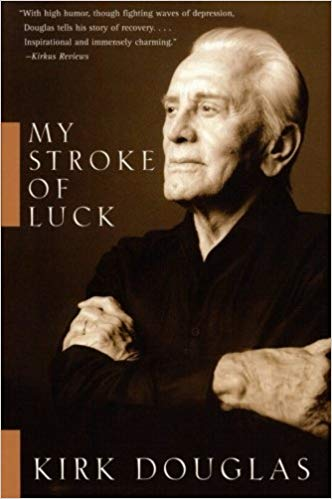 "With high humor, though fighting waves of depression,
Douglas tells his story of recovery. . . .
Inspirational and immensely charming."
—Kirkus Reviews
MY
STROKE
OF
LUCK
KIRK DOUGLAS